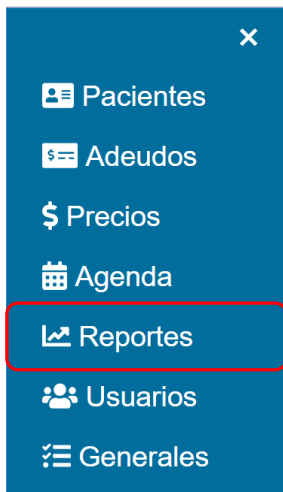 ×
Pacientes
Adeudos
$ Precios
Agenda
Reportes
Usuarios
Generales